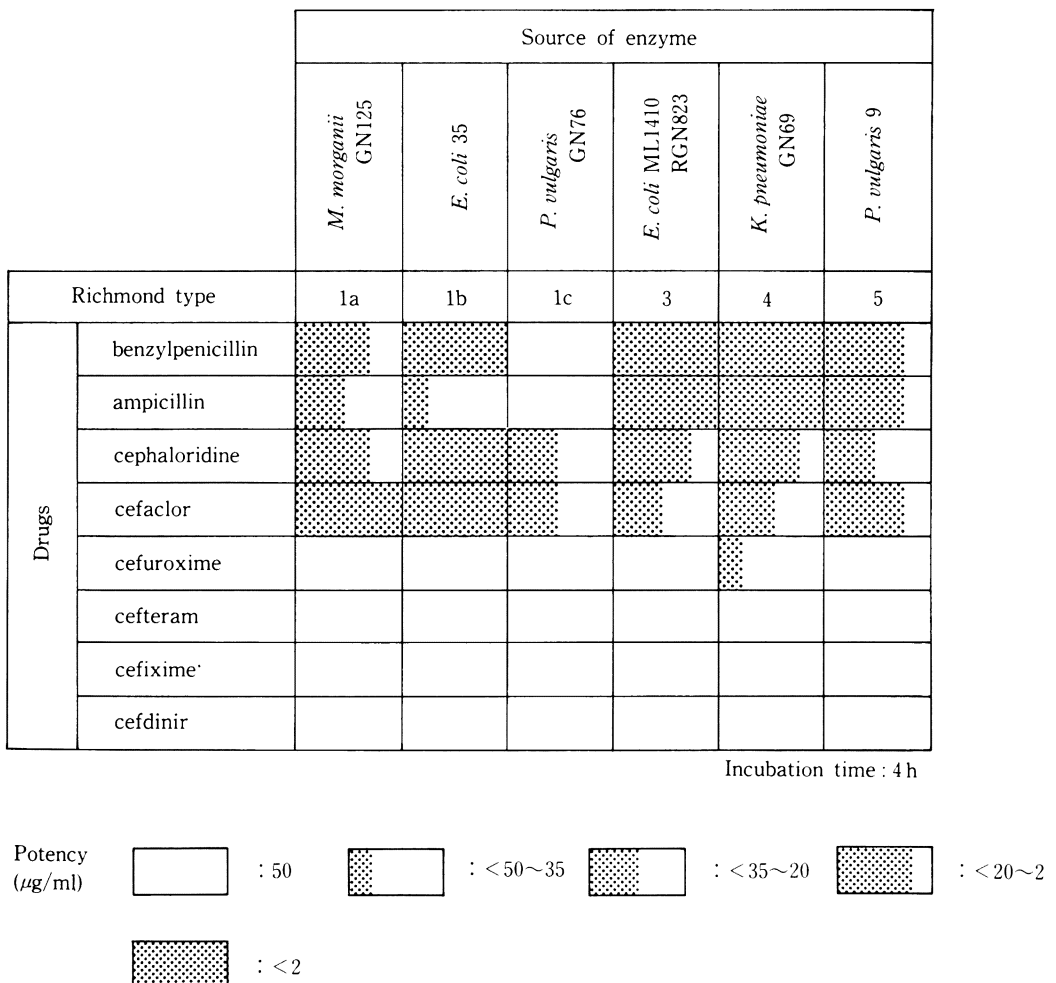 Source of enzyme
M. morganii
GN125
E. coli 35
P. vulgaris
GN76
E. coli ML1410
RGN823
K. pneumoniae
GN69
P. vulgaris 9
Richmond type 1a 1b 1c 3 4 5
Drugs
benzylpenicillin
ampicillin
cephaloridine
cefaclor
cefuroxime
cefteram
cefixime
cefdinir
Incubation time : 4 h
Potency
(μg/ml)
: 50
: <50~35
: <35~20
: <20~2
: <2